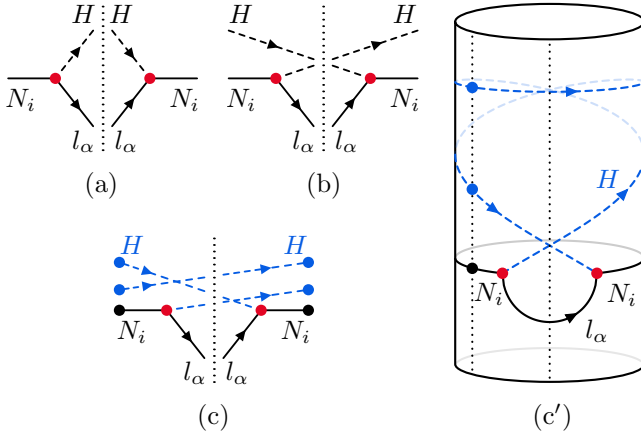 H H
N_i N_i
l_α l_α
(a)
H H
N_i N_i
l_α l_α
(b)
H H
N_i N_i
l_α l_α
(c)
H
N_i N_i
l_α
(c′)